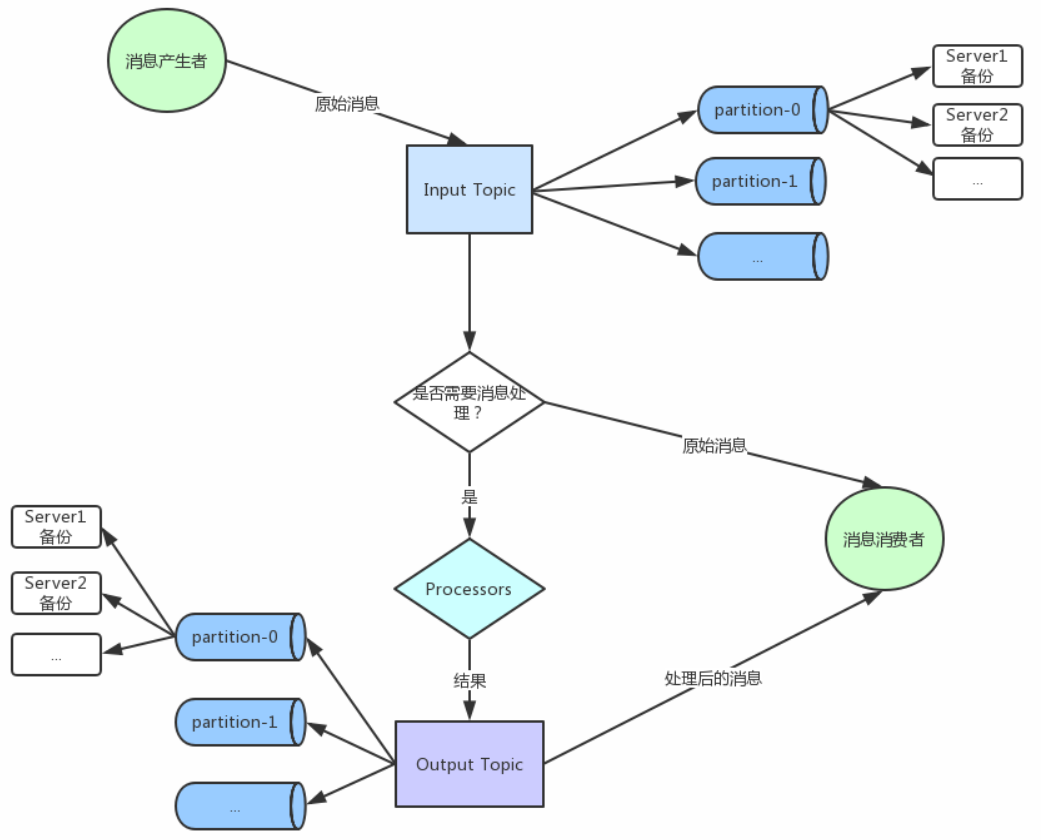 消息产生者
原始消息
Input Topic
partition-0
partition-1
...
Server1
备份
Server2
备份
...
是否需要消息处
理？
原始消息
是
消息消费者
Processors
结果
处理后的消息
Output Topic
Server1
备份
Server2
备份
...
partition-0
partition-1
...